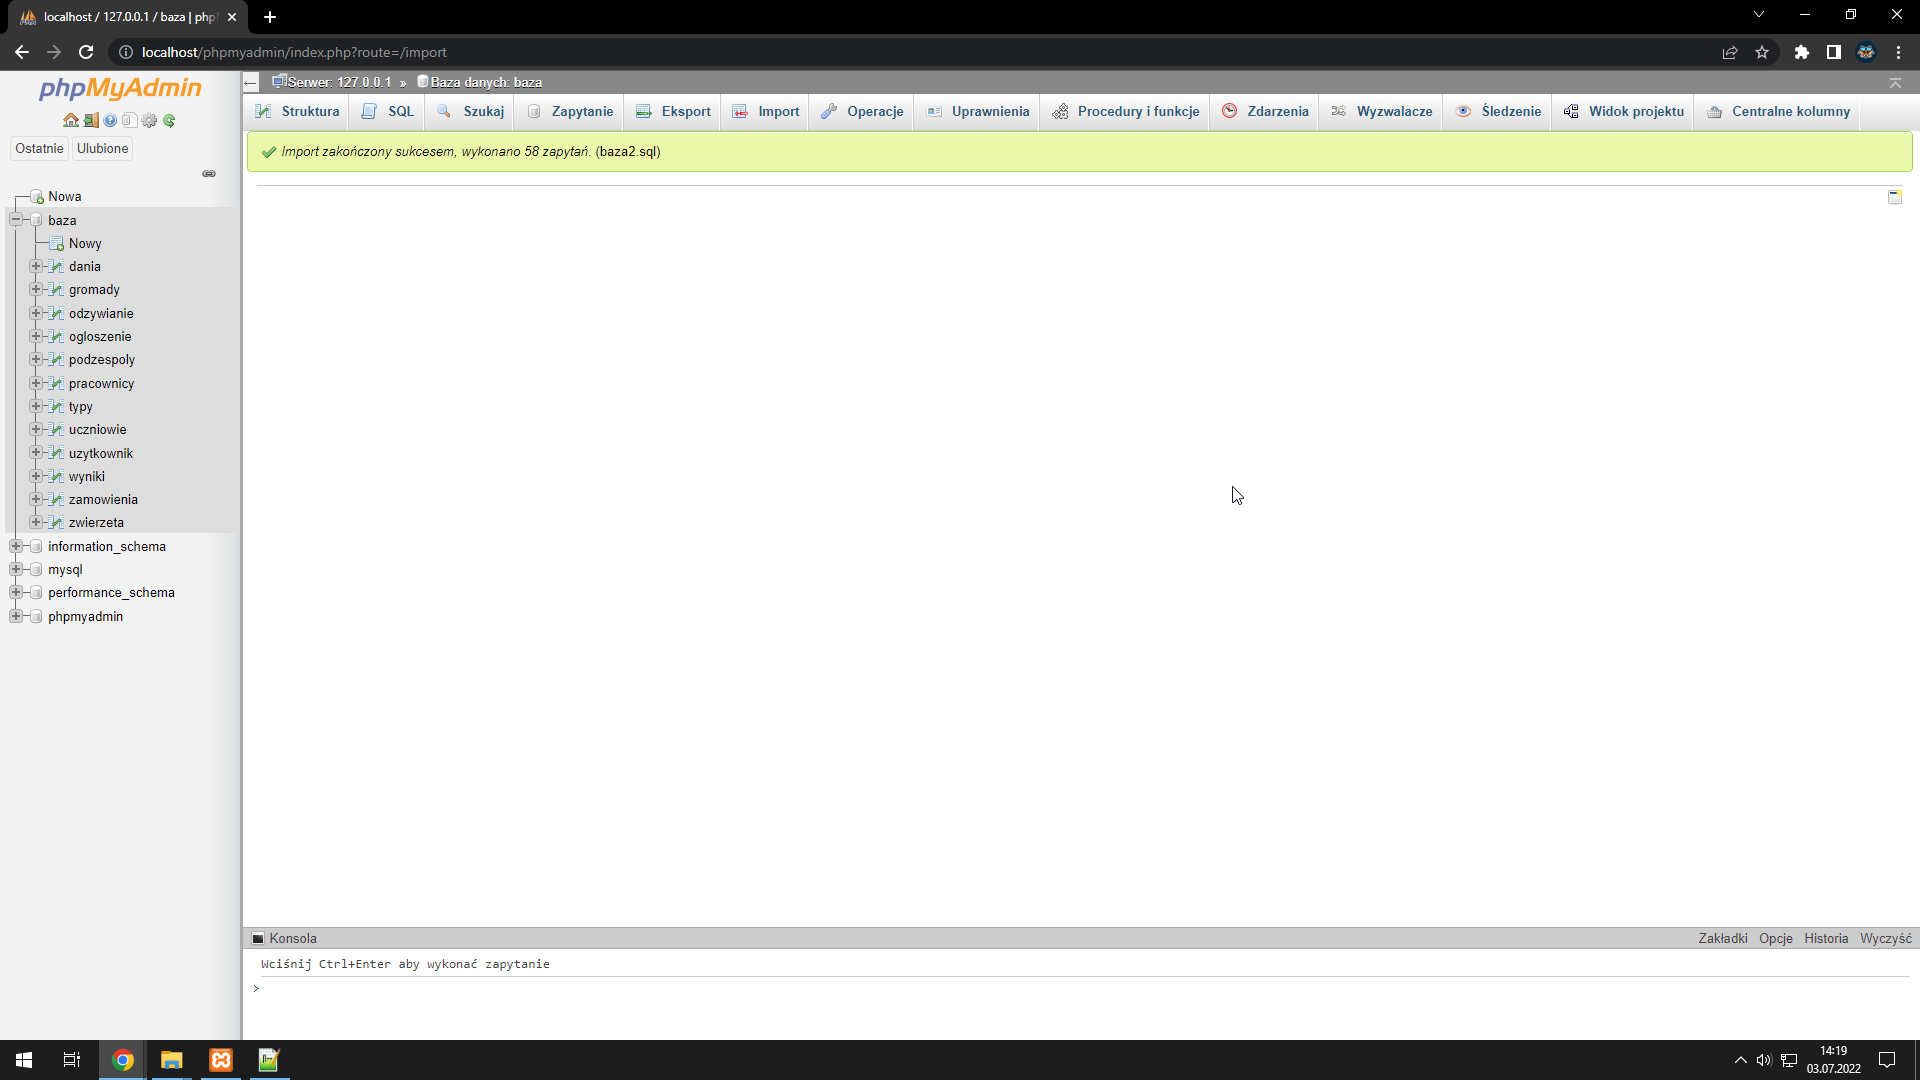 localhost / 127.0.0.1 / baza | php
localhost/phpmyadmin/index.php?route=/import
phpMyAdmin
Ostatnie Ulubione
Nowa
baza
Nowy
dania
gromady
odzywianie
ogloszenie
podzespoly
pracownicy
typy
uczniowie
uzytkownik
wyniki
zamowienia
zwierzeta
information_schema
mysql
performance_schema
phpmyadmin
Serwer: 127.0.0.1 » Baza danych: baza
Struktura SQL Szukaj Zapytanie Eksport Import Operacje Uprawnienia Procedury i funkcje Zdarzenia Wyzwalacze Śledzenie Widok projektu Centralne kolumny
Import zakończony sukcesem, wykonano 58 zapytań. (baza2.sql)
Konsola Zakładki Opcje Historia Wyczyść
Wciśnij Ctrl+Enter aby wykonać zapytanie
>
14:19
03.07.2022